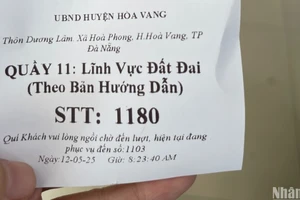 UBND HUYỆN HÒA VANG
Thôn Dương Lâm, Xã Hoà Phong, H.Hoà Vang, TP
Đà Nẵng
QUẦY 11: Lĩnh Vực Đất Đai
(Theo Bản Hướng Dẫn)
STT: 1180
Quí Khách vui lòng ngồi chờ đến lượt, hiện tại đang
phục vụ đến số:1103
Ngày:12-05-25 Giờ: 8:23:40 AM
Nhân